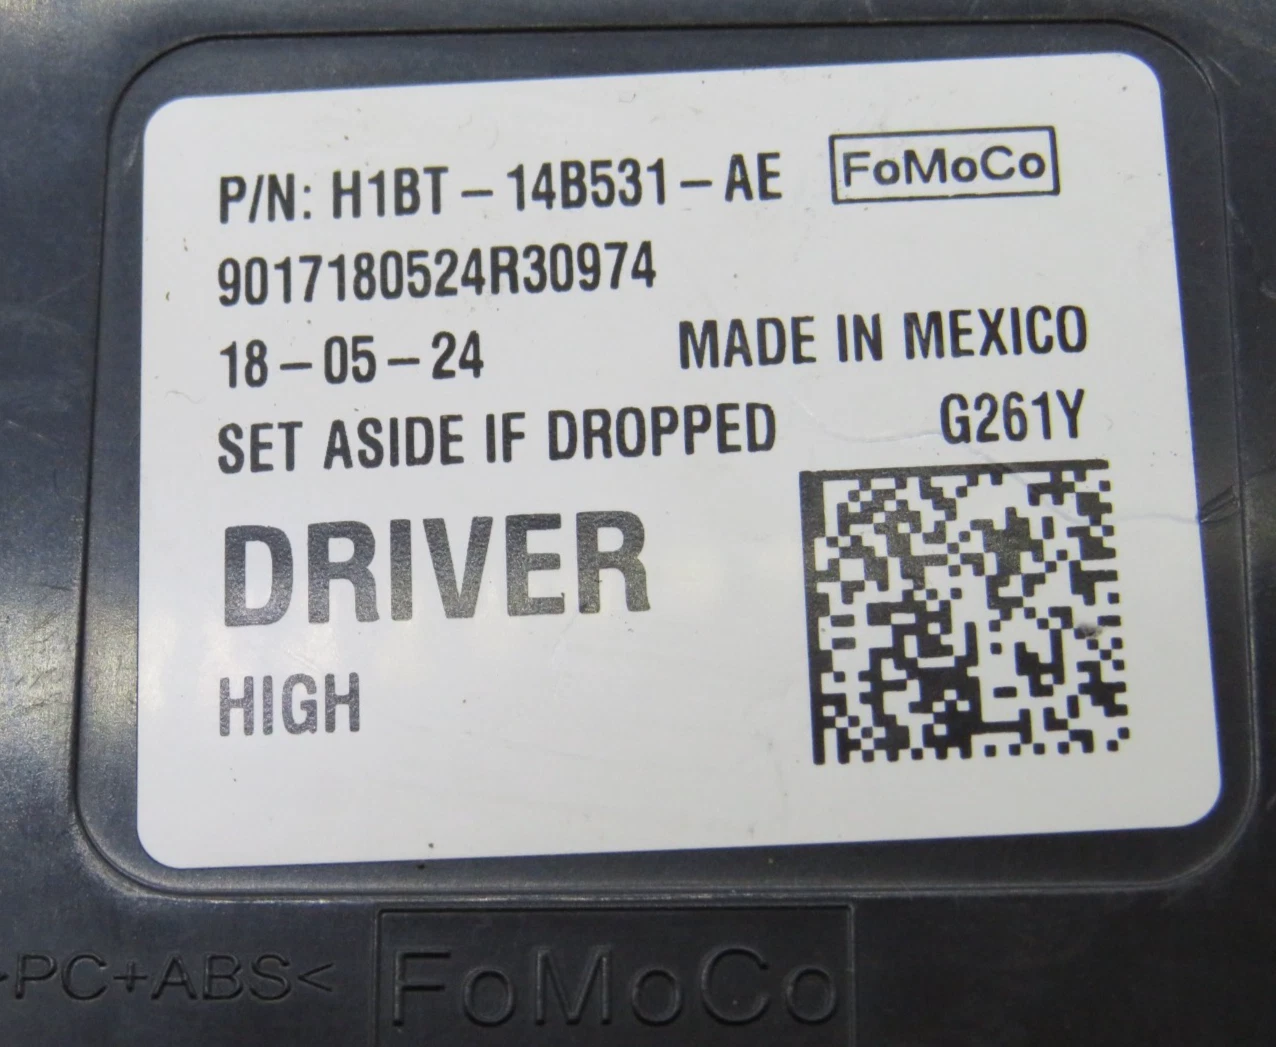 P/N: H1BT-14B531-AE FoMoCo
9017180524R30974
18-05-24 MADE IN MEXICO
SET ASIDE IF DROPPED G261Y
DRIVER
HIGH
>PC+ABS< FoMoCo